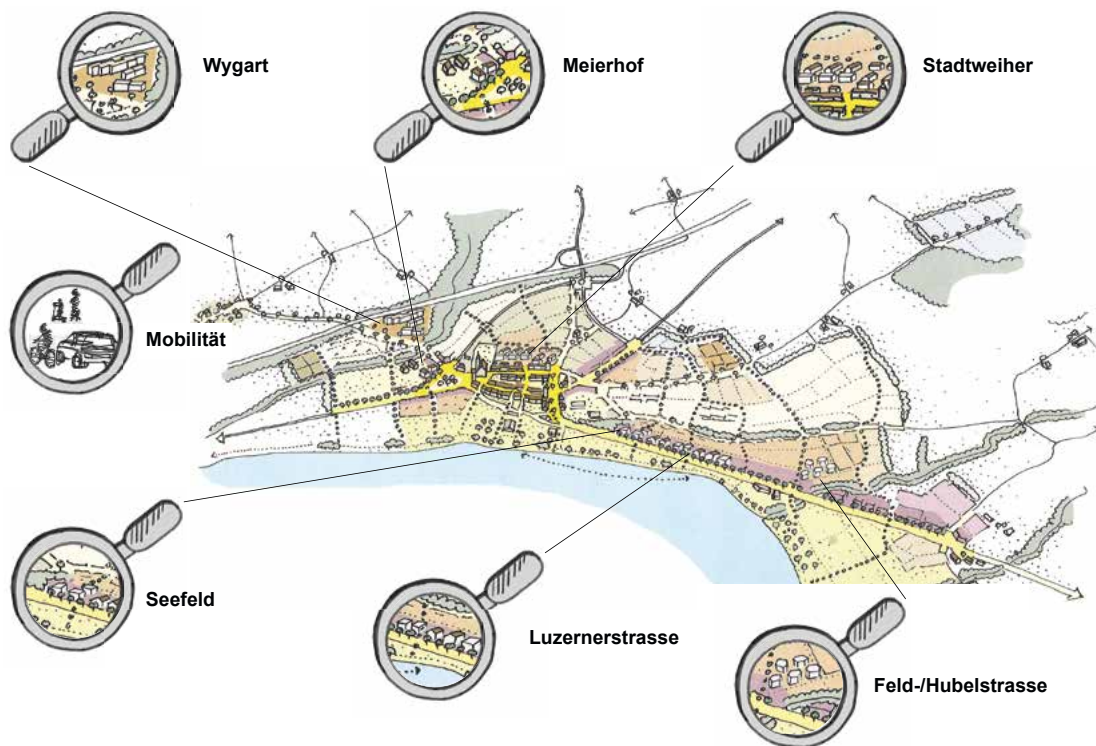 Wygart
Meierhof
Stadtweiher
Mobilität
Seefeld
Luzernerstrasse
Feld-/Hubelstrasse